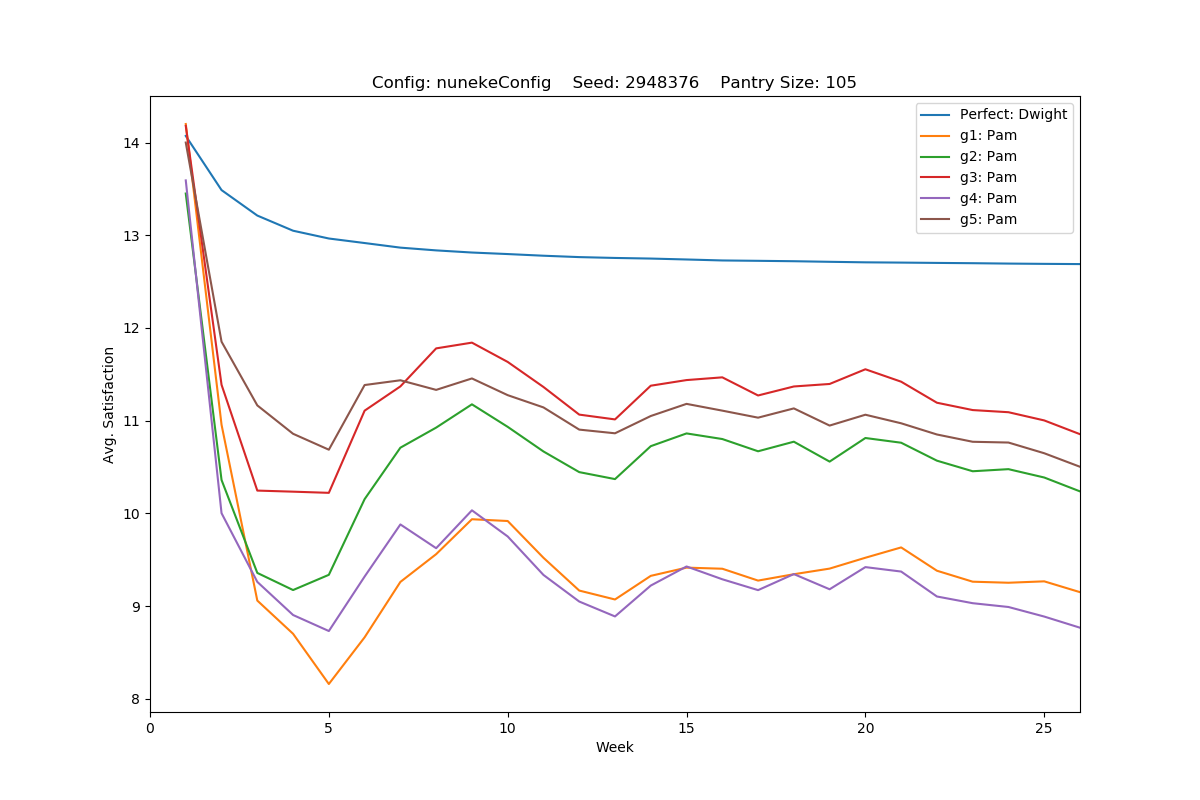 Config: nunekeConfig    Seed: 2948376    Pantry Size: 105
Perfect: Dwight
g1: Pam
g2: Pam
g3: Pam
g4: Pam
g5: Pam
Avg. Satisfaction
14
13
12
11
10
9
8
0 5 10 15 20 25
Week